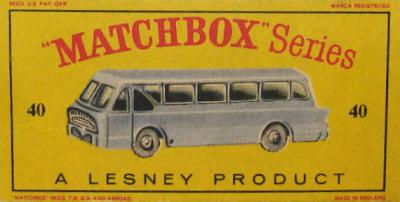 REGD. U.S. PAT. OFF. MARCA REGISTRADA
"MATCHBOX" Series
40 40
A LESNEY PRODUCT
"MATCHBOX" REGD. T.M. G.B. AND ABROAD. MADE IN ENGLAND